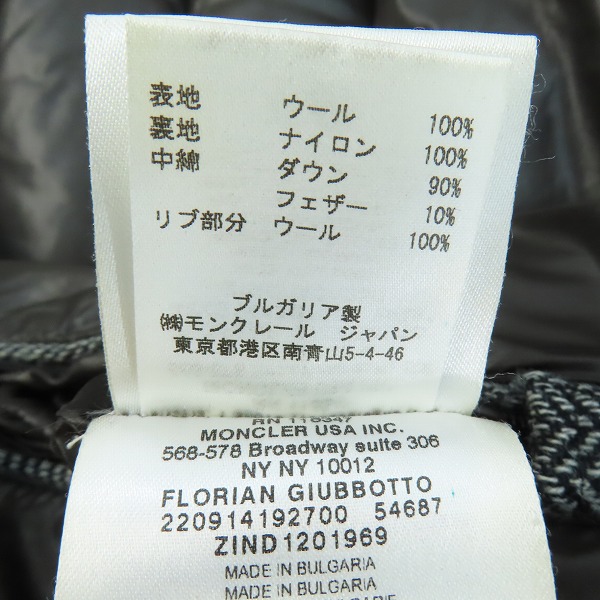 表地 ウール 100%
裏地 ナイロン 100%
中綿 ダウン 90%
フェザー 10%
リブ部分 ウール 100%
ブルガリア製
㈱モンクレール ジャパン
東京都港区南青山5-4-46
RN 116347
MONCLER USA INC.
568-578 Broadway suite 306
NY NY 10012
FLORIAN GIUBBOTTO
220914192700 54687
ZIND1201969
MADE IN BULGARIA
MADE IN BULGARIA